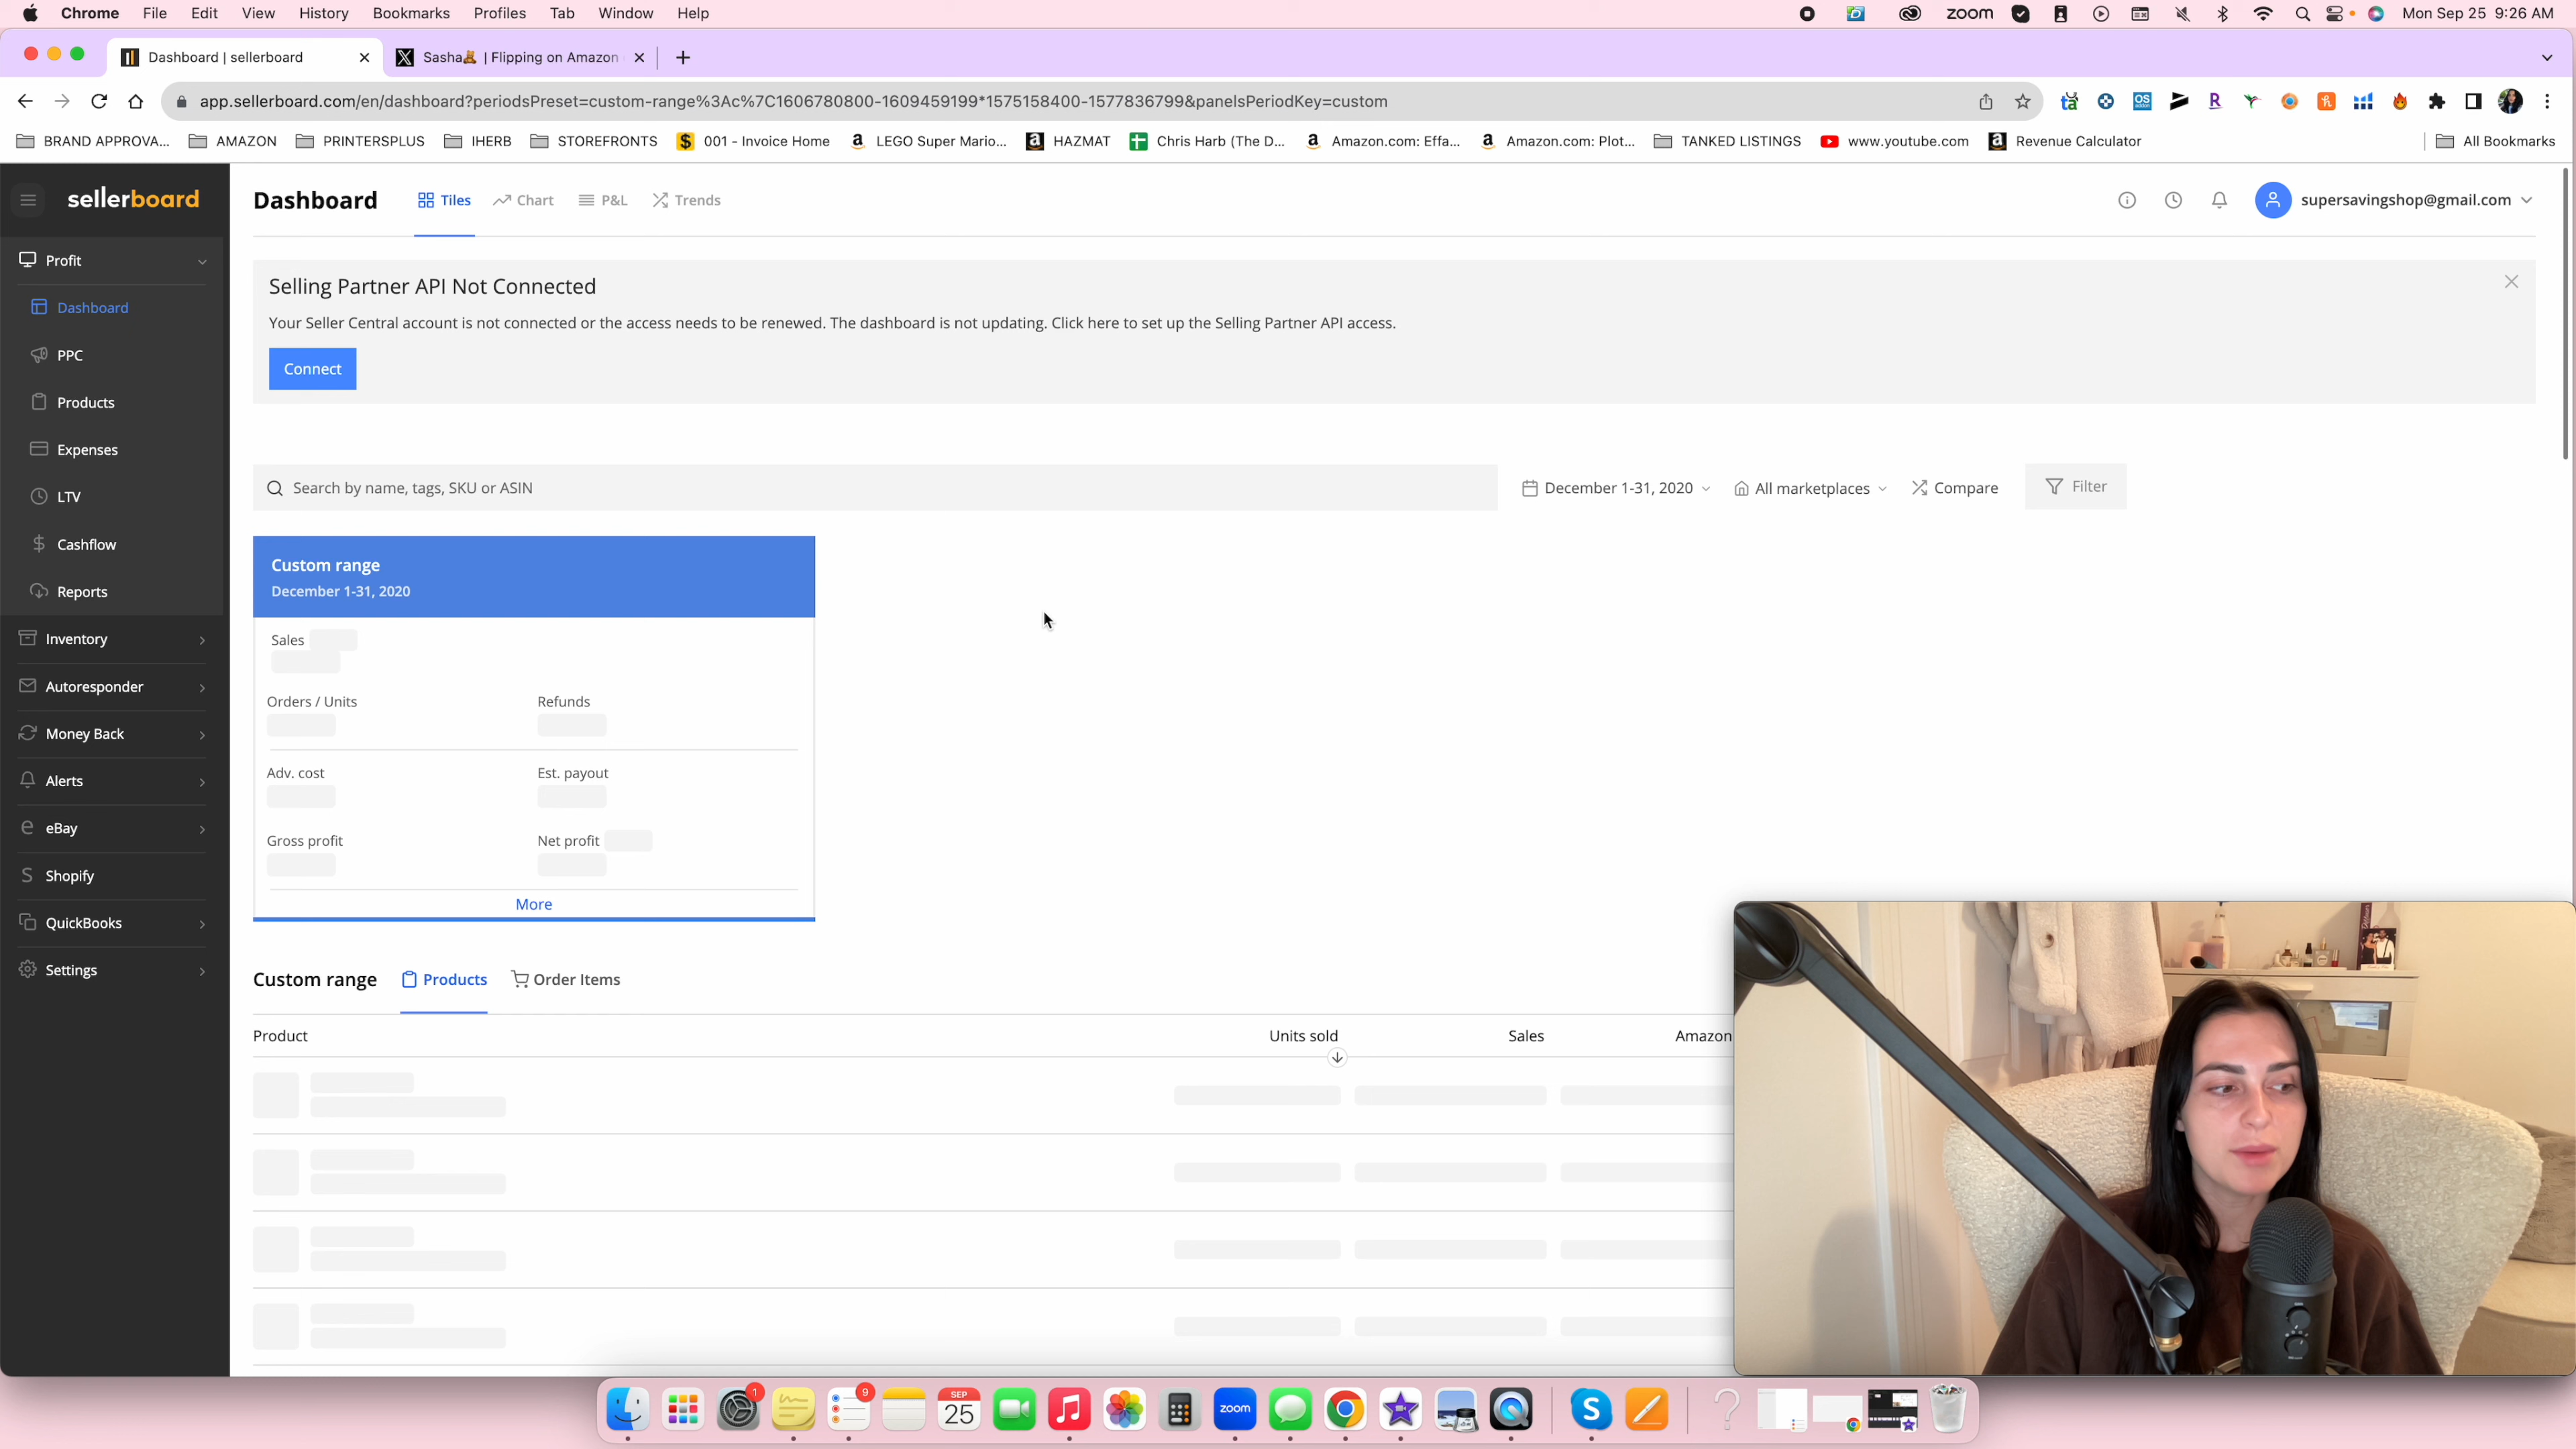 Chrome File Edit View History Bookmarks Profiles Tab Window Help
zoom Mon Sep 25 9:26 AM
Dashboard | sellerboard
Sasha🧸 | Flipping on Amazon
app.sellerboard.com/en/dashboard?periodsPreset=custom-range%3Ac%7C1606780800-1609459199*1575158400-1577836799&panelsPeriodKey=custom
BRAND APPROVA... AMAZON PRINTERSPLUS IHERB STOREFRONTS 001 - Invoice Home LEGO Super Mario... HAZMAT Chris Harb (The D... Amazon.com: Effa... Amazon.com: Plot... TANKED LISTINGS www.youtube.com Revenue Calculator All Bookmarks
sellerboard
Profit
Dashboard
PPC
Products
Expenses
LTV
Cashflow
Reports
Inventory
Autoresponder
Money Back
Alerts
eBay
Shopify
QuickBooks
Settings
Dashboard Tiles Chart P&L Trends
supersavingshop@gmail.com
Selling Partner API Not Connected
Your Seller Central account is not connected or the access needs to be renewed. The dashboard is not updating. Click here to set up the Selling Partner API access.
Connect
Search by name, tags, SKU or ASIN
December 1-31, 2020 All marketplaces Compare Filter
Custom range
December 1-31, 2020
Sales
Orders / Units Refunds
Adv. cost Est. payout
Gross profit Net profit
More
Custom range Products Order Items
Product Units sold Sales Amazon
1
9
SEP
25
zoom